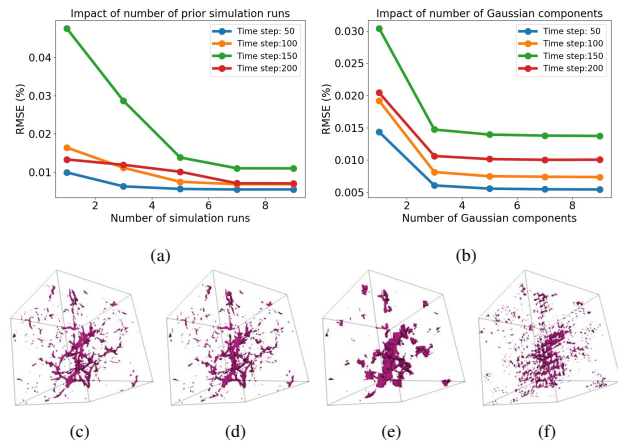 Impact of number of prior simulation runs
Time step: 50
Time step:100
Time step:150
Time step:200
RMSE (%)
0.04
0.03
0.02
0.01
2 4 6 8
Number of simulation runs
(a)
Impact of number of Gaussian components
Time step: 50
Time step:100
Time step:150
Time step:200
RMSE (%)
0.030
0.025
0.020
0.015
0.010
0.005
2 4 6 8
Number of Gaussian components
(b)
(c) (d) (e) (f)